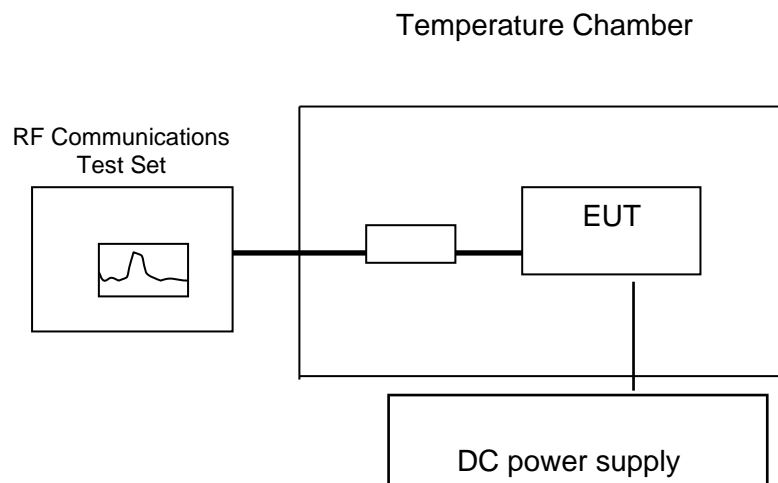 Temperature Chamber
RF Communications
Test Set
EUT
DC power supply